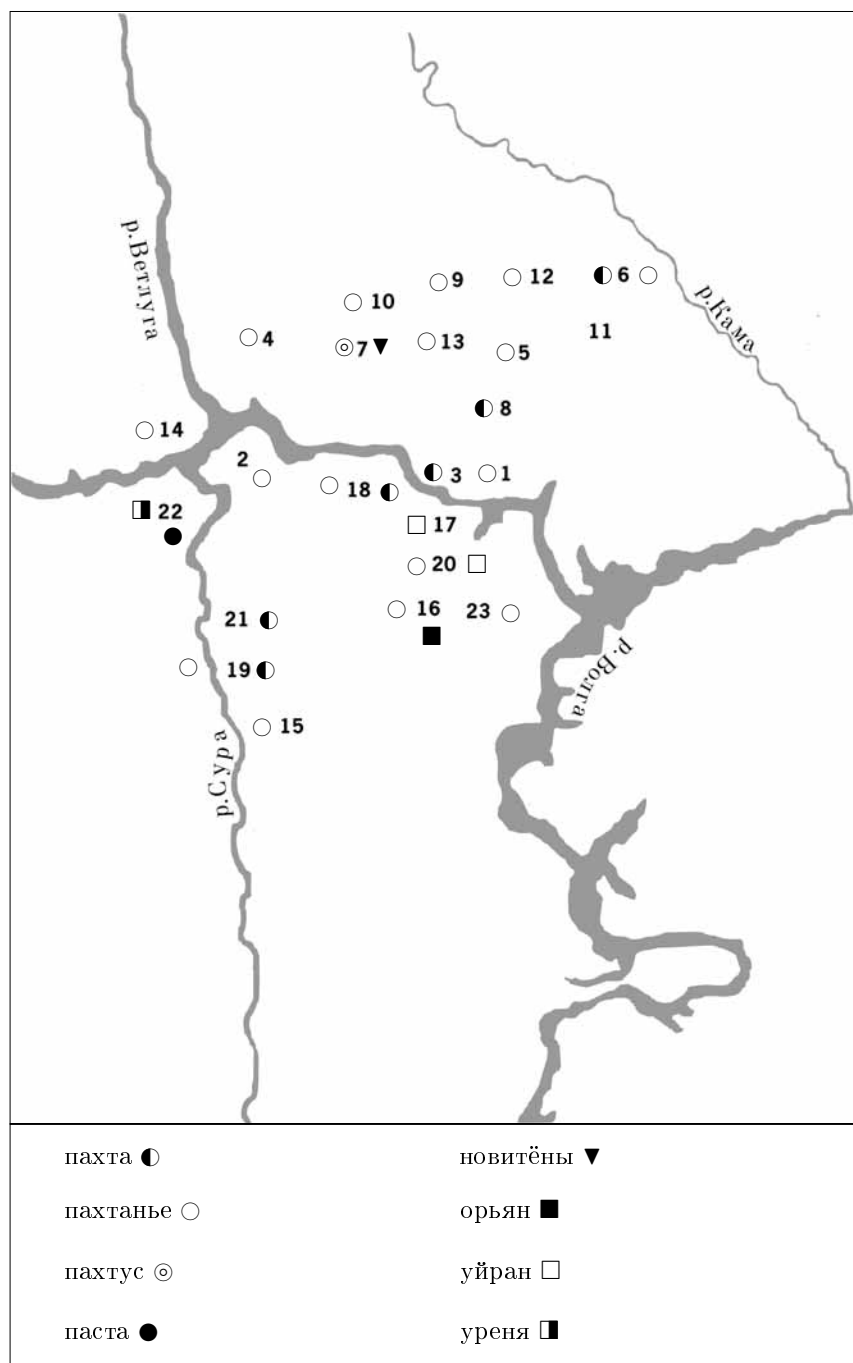 р.Ветлуга
р.Кама
9
12
6
10
11
4
7
13
5
8
14
2
3
1
18
22
17
20
16
23
21
19
р.Волга
15
р.Сура
пахта
новитёны
пахтанье
орьян
пахтус
уйран
паста
уреня